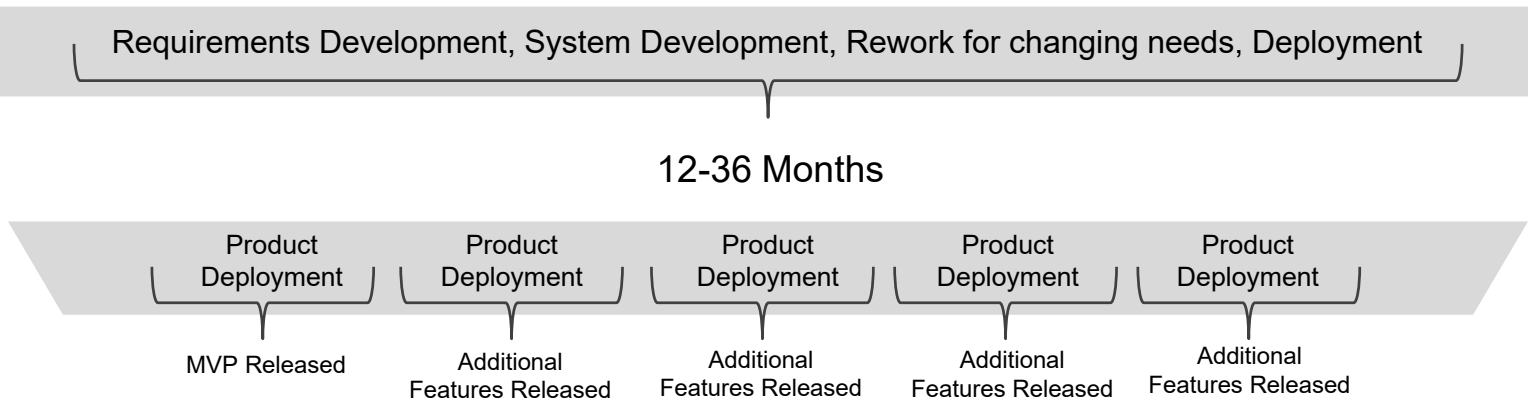 Requirements Development, System Development, Rework for changing needs, Deployment
12-36 Months
Product
Deployment
Product
Deployment
Product
Deployment
Product
Deployment
Product
Deployment
MVP Released
Additional
Features Released
Additional
Features Released
Additional
Features Released
Additional
Features Released